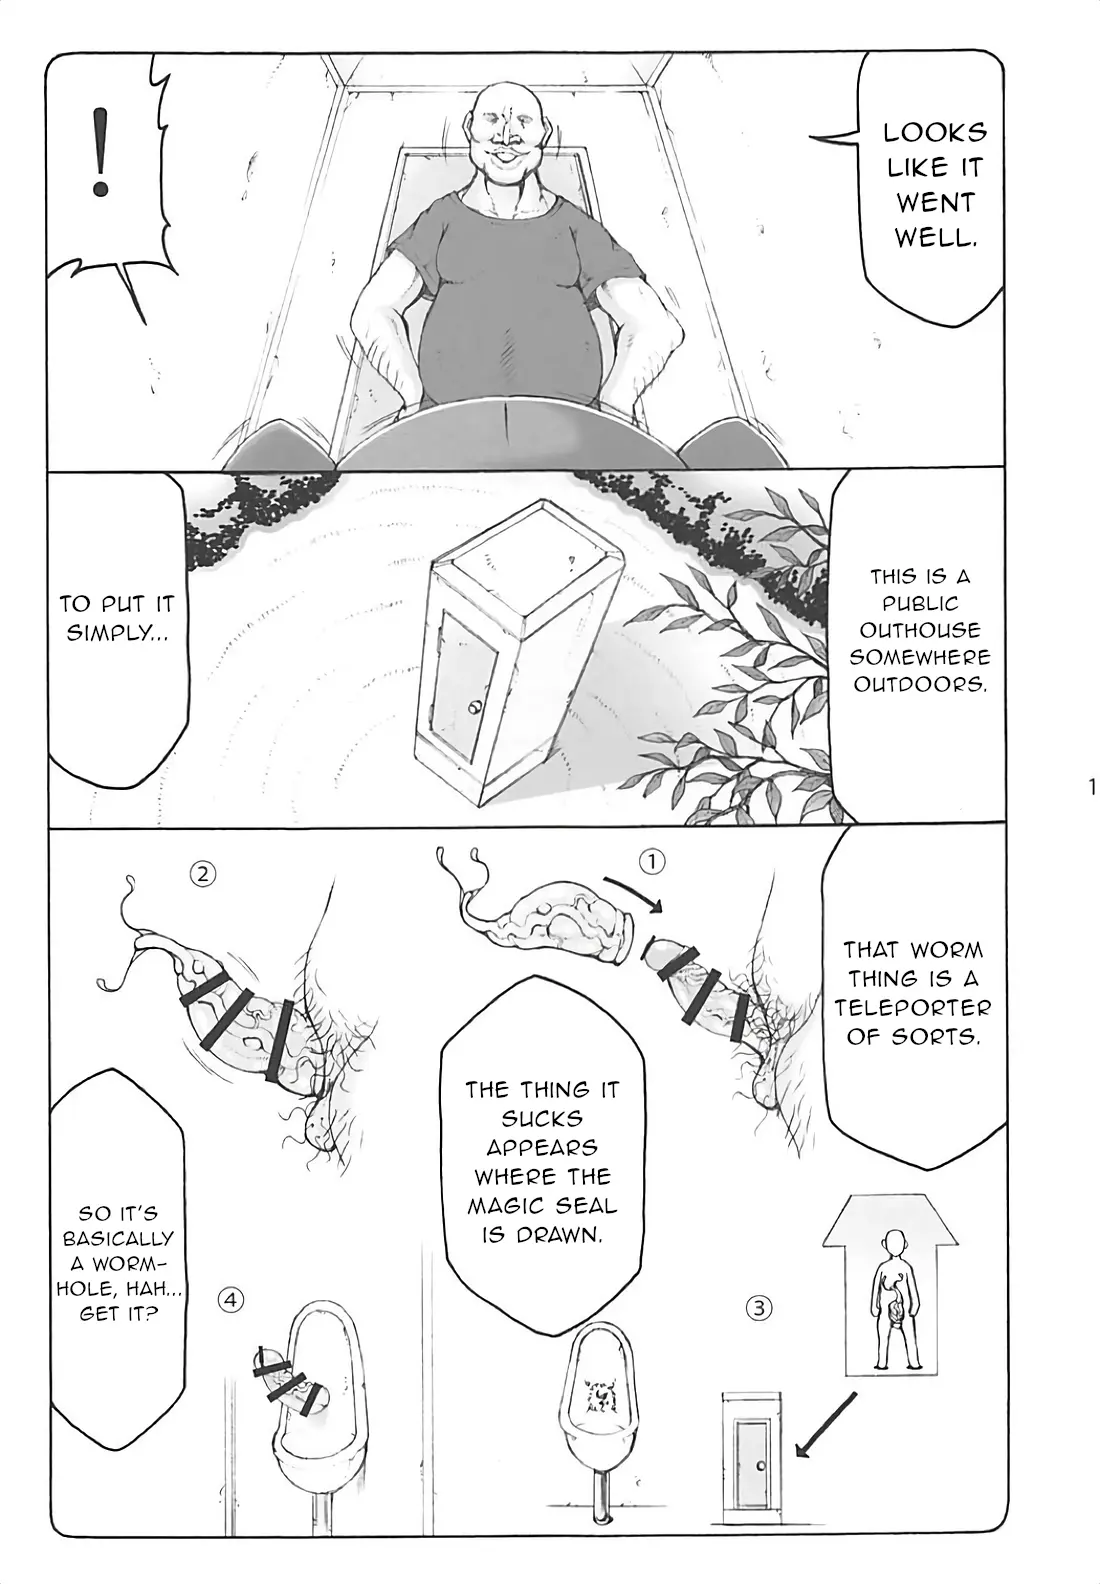 LOOKS
LIKE IT
WENT
WELL.
!
THIS IS A
PUBLIC
OUTHOUSE
SOMEWHERE
OUTDOORS.
TO PUT IT
SIMPLY...
THAT WORM
THING IS A
TELEPORTER
OF SORTS.
①
②
THE THING IT
SUCKS
APPEARS
WHERE THE
MAGIC SEAL
IS DRAWN.
③
④
SO IT'S
BASICALLY
A WORM-
HOLE, HAH...
GET IT?
1